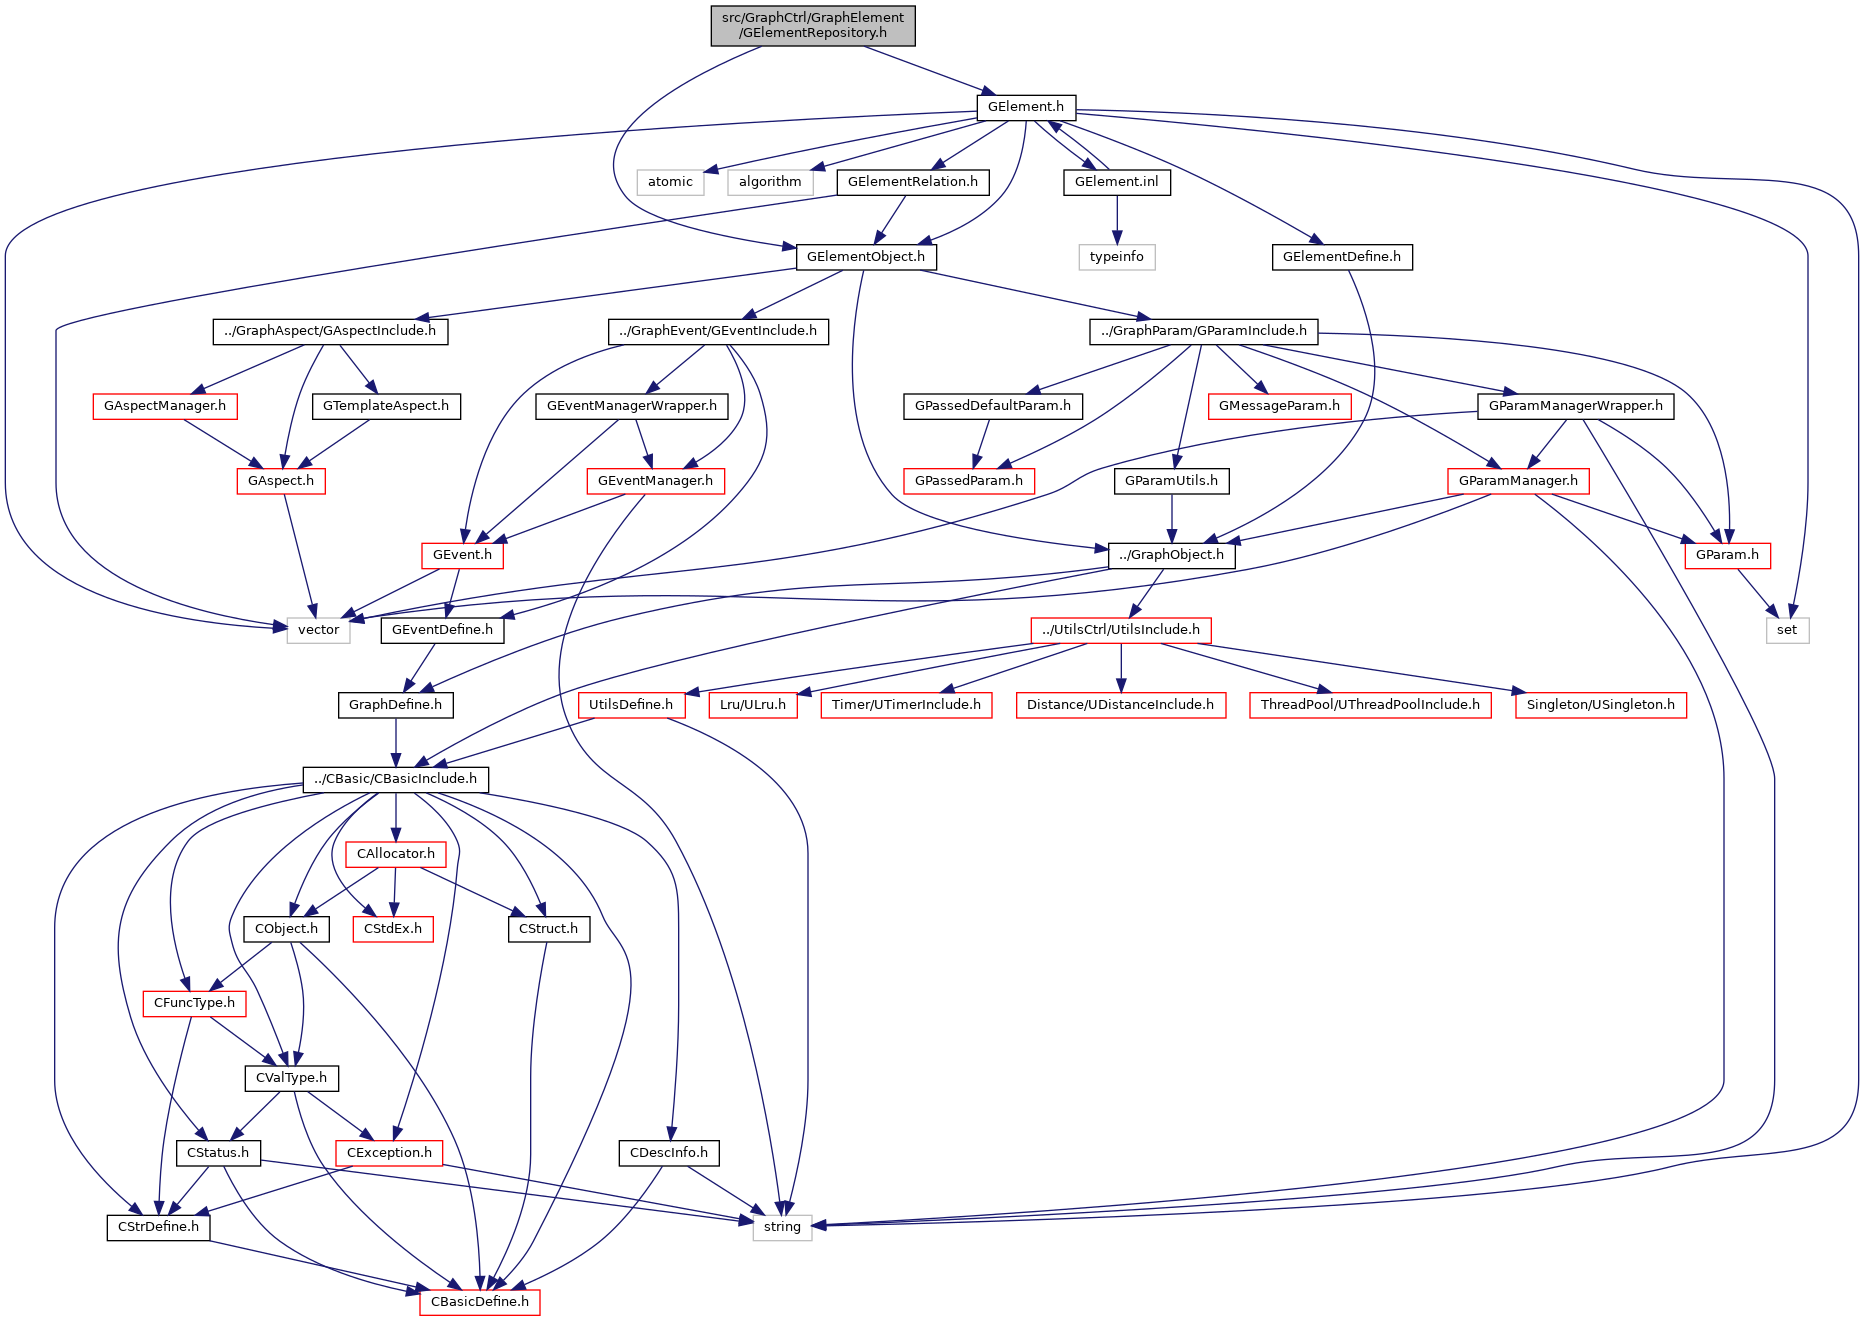 src/GraphCtrl/GraphElement
/GElementRepository.h
GElement.h
atomic
algorithm
GElementRelation.h
GElement.inl
GElementObject.h
typeinfo
GElementDefine.h
../GraphAspect/GAspectInclude.h
../GraphEvent/GEventInclude.h
../GraphParam/GParamInclude.h
GAspectManager.h
GTemplateAspect.h
GEventManagerWrapper.h
GPassedDefaultParam.h
GMessageParam.h
GParamManagerWrapper.h
GAspect.h
GEventManager.h
GPassedParam.h
GParamUtils.h
GParamManager.h
GEvent.h
../GraphObject.h
GParam.h
vector
GEventDefine.h
../UtilsCtrl/UtilsInclude.h
set
GraphDefine.h
UtilsDefine.h
Lru/ULru.h
Timer/UTimerInclude.h
Distance/UDistanceInclude.h
ThreadPool/UThreadPoolInclude.h
Singleton/USingleton.h
../CBasic/CBasicInclude.h
CAllocator.h
CObject.h
CStdEx.h
CStruct.h
CFuncType.h
CValType.h
CStatus.h
CException.h
CDescInfo.h
CStrDefine.h
string
CBasicDefine.h